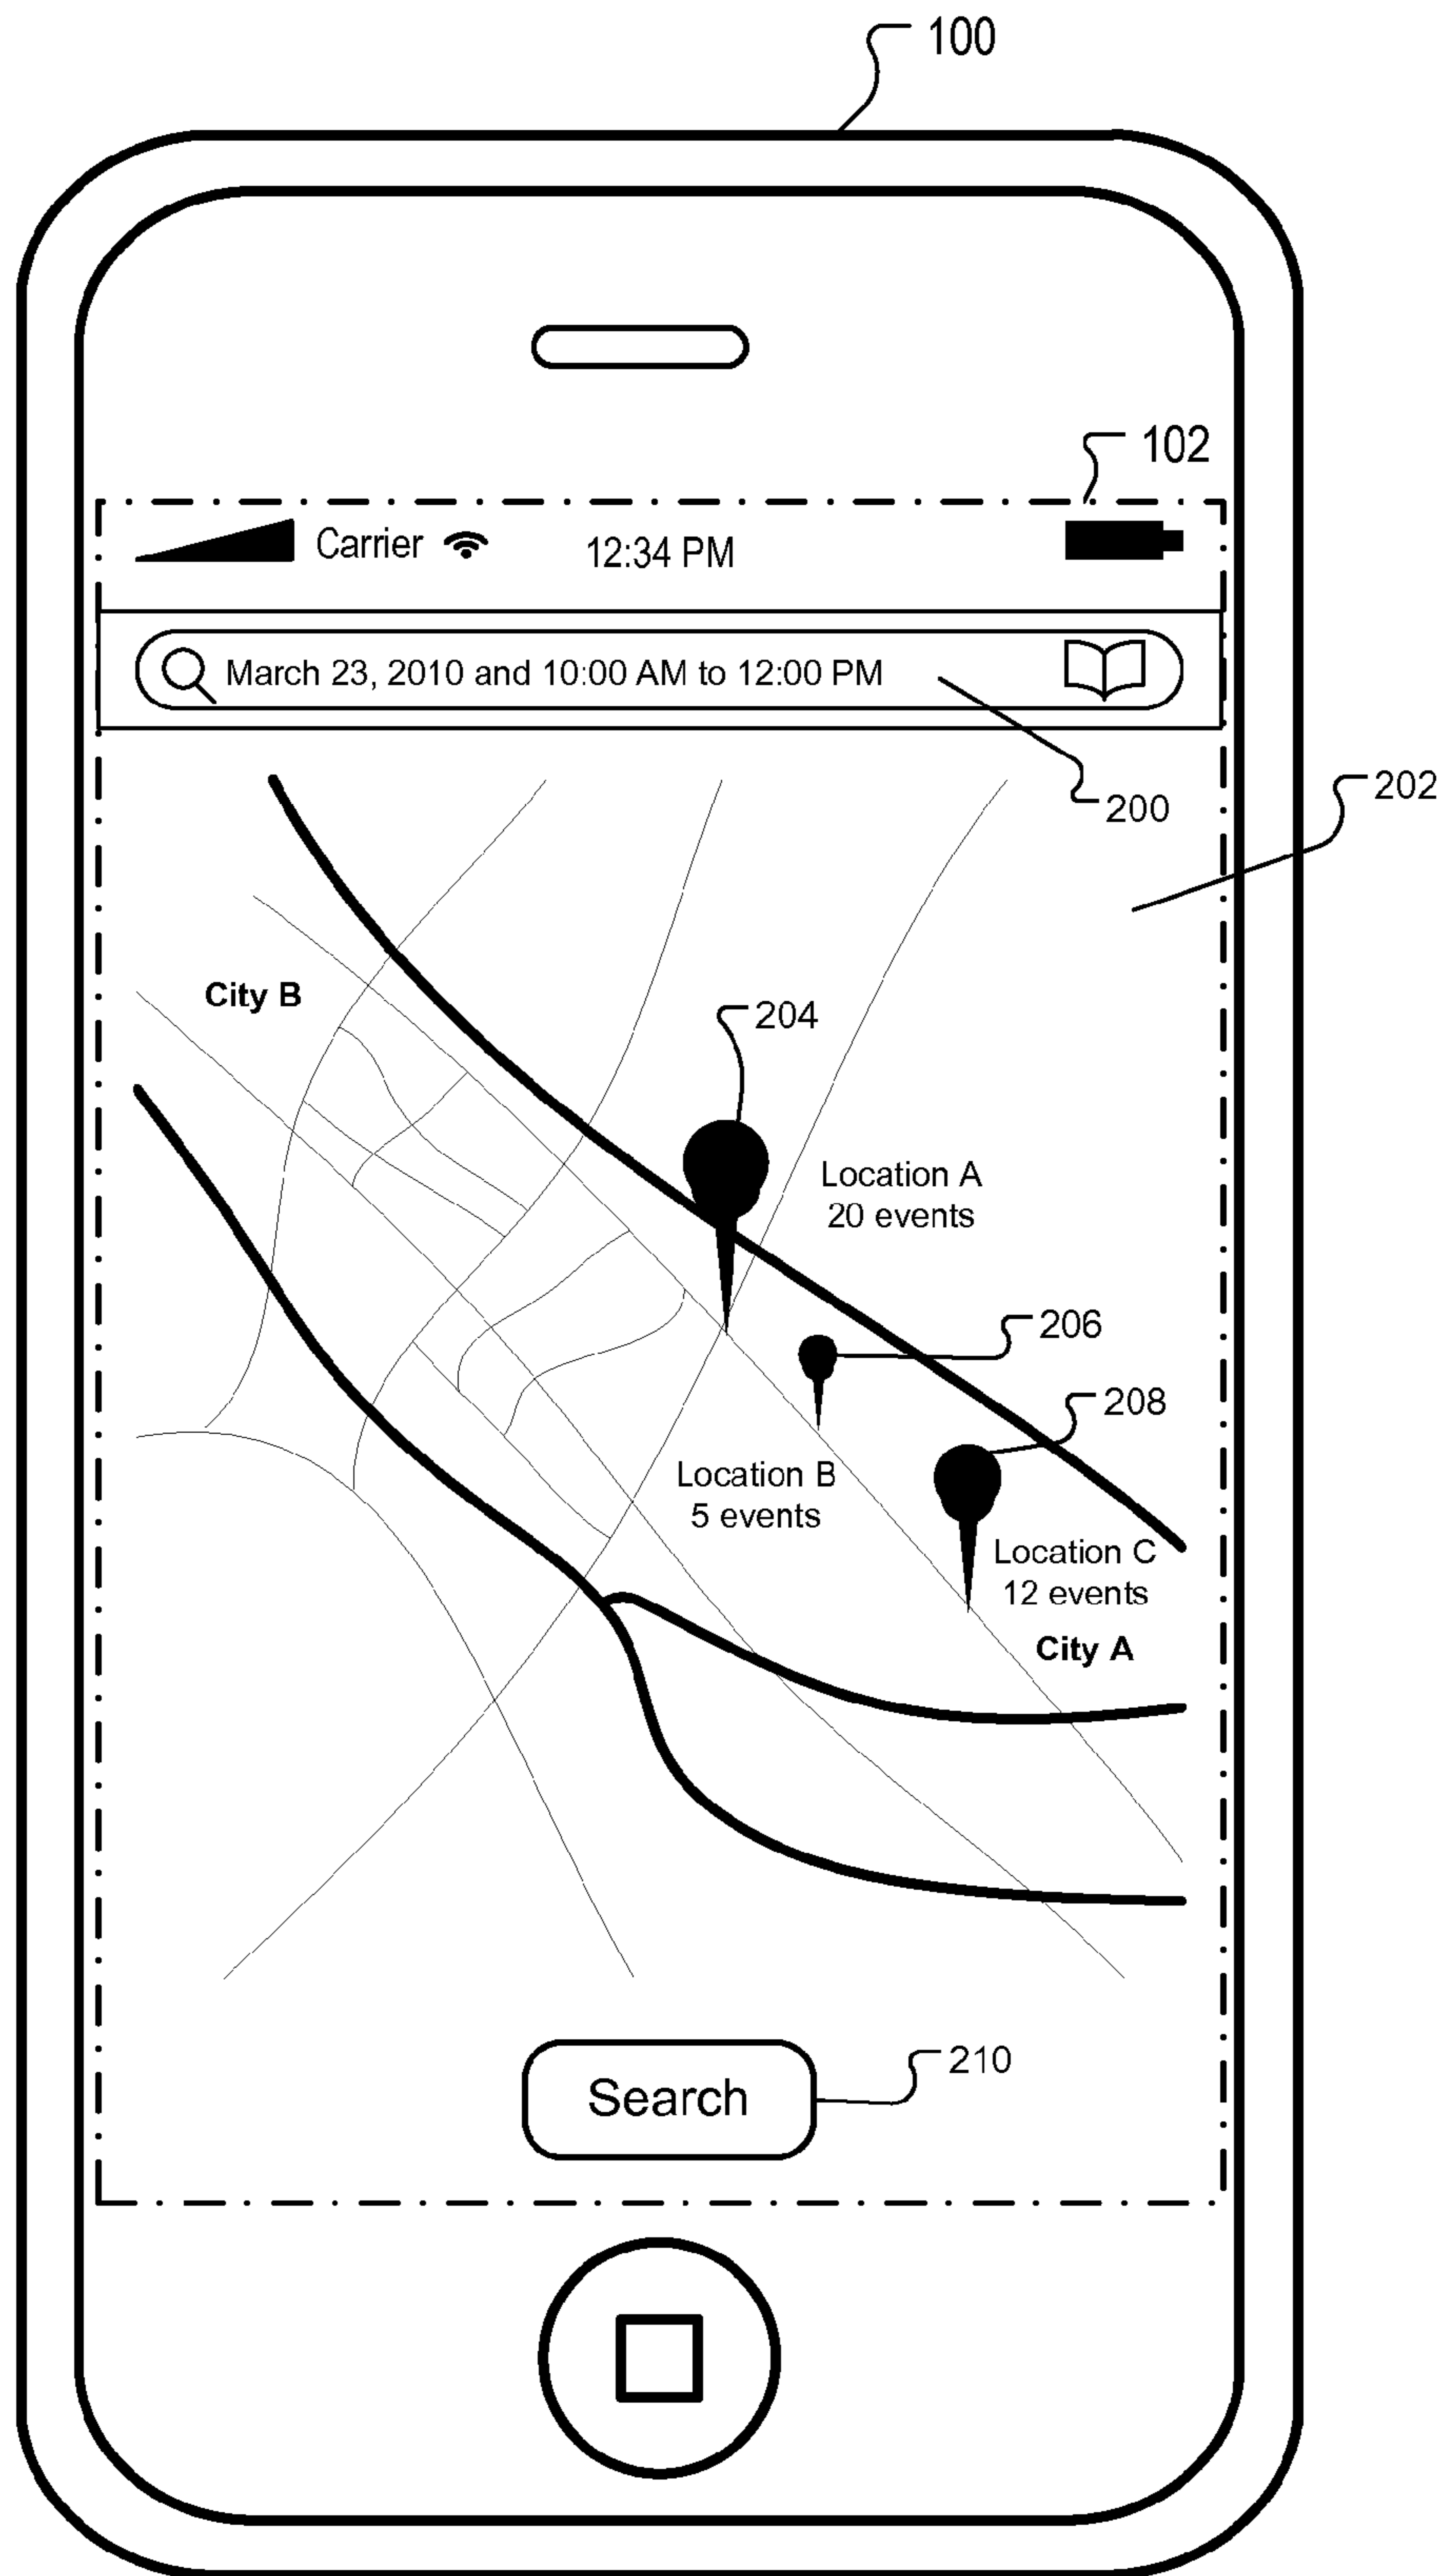 100
102
Carrier 12:34 PM
March 23, 2010 and 10:00 AM to 12:00 PM
200
202
City B
204
Location A
20 events
206
208
Location B
5 events
Location C
12 events
City A
Search
210